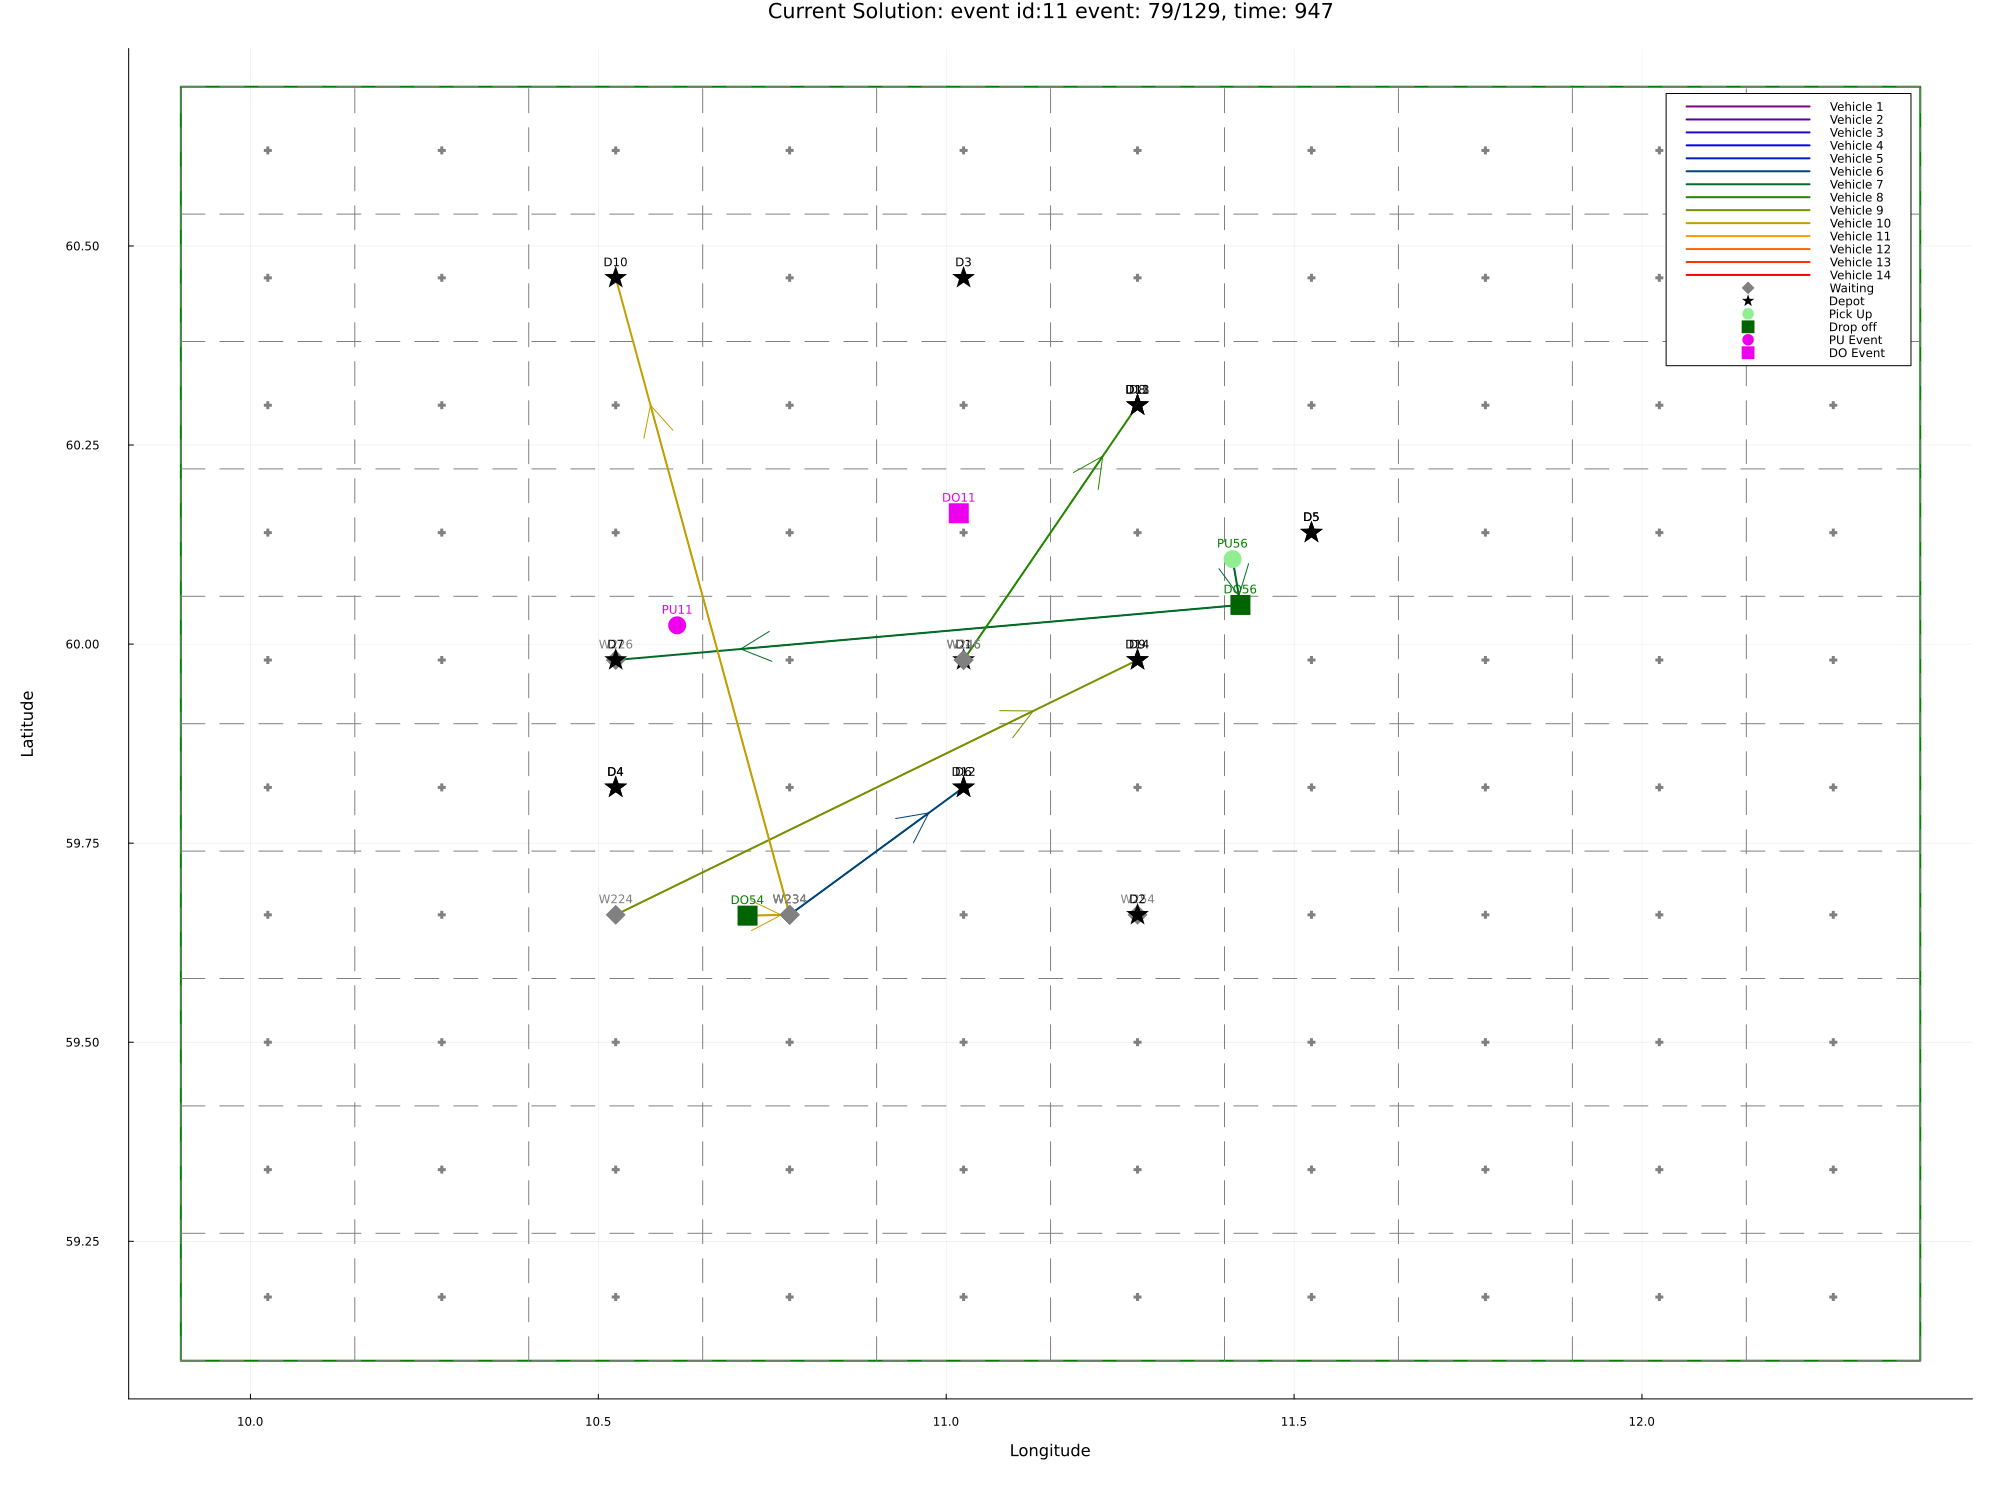 Current Solution: event id:11 event: 79/129, time: 947
Vehicle 1
Vehicle 2
Vehicle 3
Vehicle 4
Vehicle 5
Vehicle 6
Vehicle 7
Vehicle 8
Vehicle 9
Vehicle 10
Vehicle 11
Vehicle 12
Vehicle 13
Vehicle 14
Waiting
Depot
Pick Up
Drop off
PU Event
DO Event
60.50
60.25
60.00
59.75
59.50
59.25
Latitude
D10
D3
DO11
D5
PU56
DO56
PU11
D7
D1
D4
W224
DO54
W234
D2
10.0
10.5
11.0
11.5
12.0
Longitude